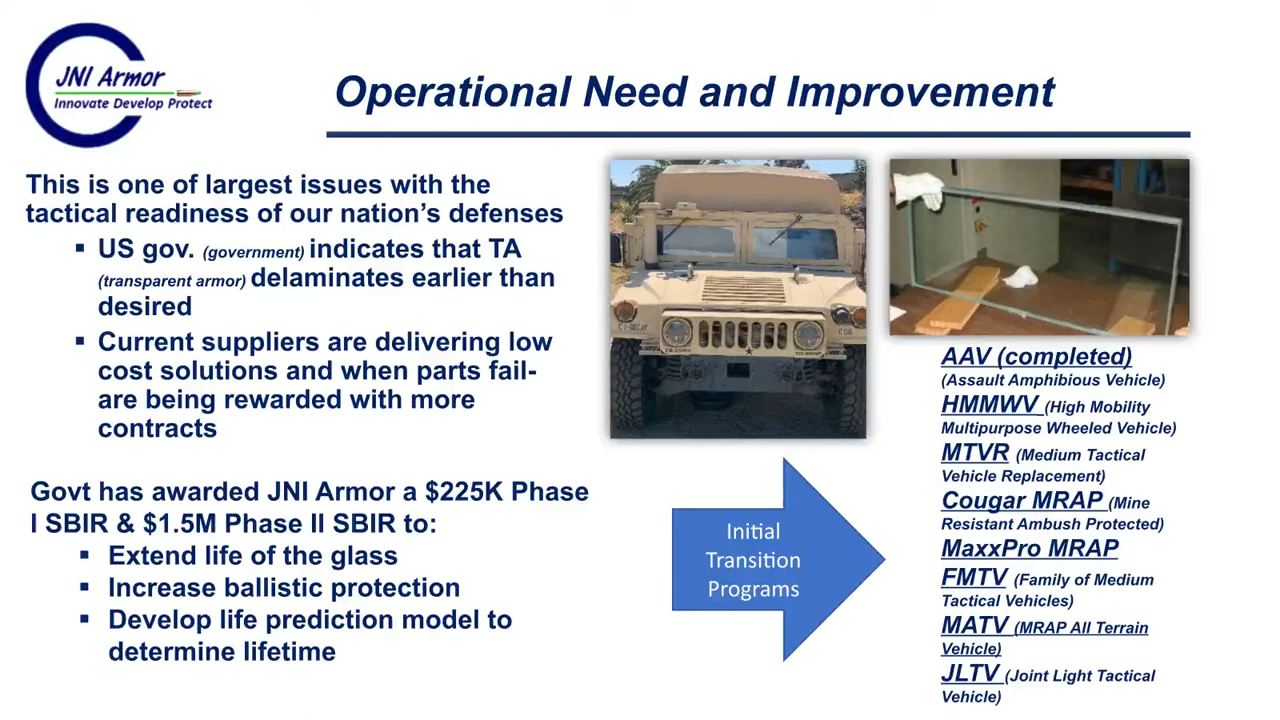 JNI Armor
Innovate Develop Protect
Operational Need and Improvement
This is one of largest issues with the
tactical readiness of our nation's defenses
▪ US gov. (government) indicates that TA
(transparent armor) delaminates earlier than
desired
▪ Current suppliers are delivering low
cost solutions and when parts fail-
are being rewarded with more
contracts
Govt has awarded JNI Armor a $225K Phase
I SBIR & $1.5M Phase II SBIR to:
▪ Extend life of the glass
▪ Increase ballistic protection
▪ Develop life prediction model to
determine lifetime
Initial
Transition
Programs
AAV (completed)
(Assault Amphibious Vehicle)
HMMWV (High Mobility
Multipurpose Wheeled Vehicle)
MTVR (Medium Tactical
Vehicle Replacement)
Cougar MRAP (Mine
Resistant Ambush Protected)
MaxxPro MRAP
FMTV (Family of Medium
Tactical Vehicles)
MATV (MRAP All Terrain
Vehicle)
JLTV (Joint Light Tactical
Vehicle)